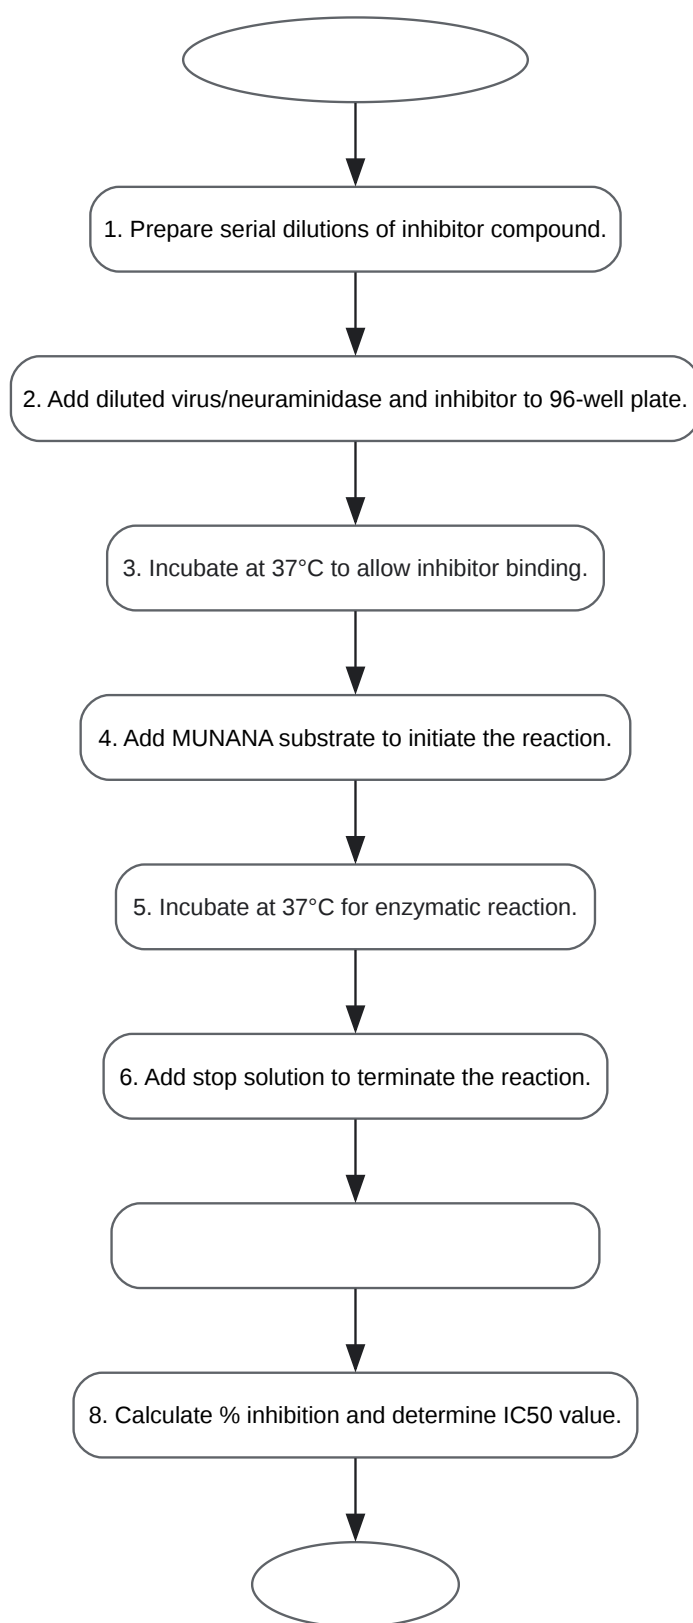 1. Prepare serial dilutions of inhibitor compound.
2. Add diluted virus/neuraminidase and inhibitor to 96-well plate.
3. Incubate at 37°C to allow inhibitor binding.
4. Add MUNANA substrate to initiate the reaction.
5. Incubate at 37°C for enzymatic reaction.
6. Add stop solution to terminate the reaction.
8. Calculate % inhibition and determine IC50 value.